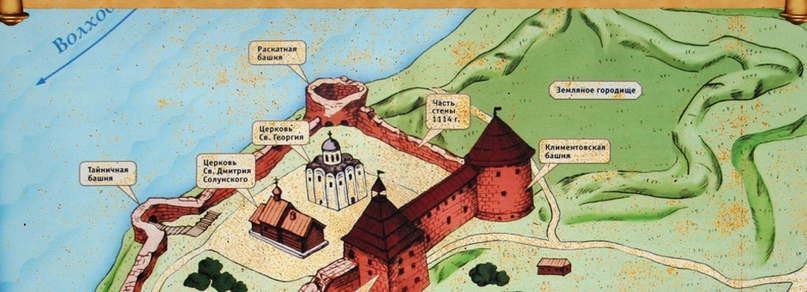 Волхов
Раскатная
башня
Часть
стены
1114 г.
Земляное городище
Церковь
Св. Георгия
Климентовская
башня
Церковь
Св. Дмитрия
Солунского
Тайничная
башня